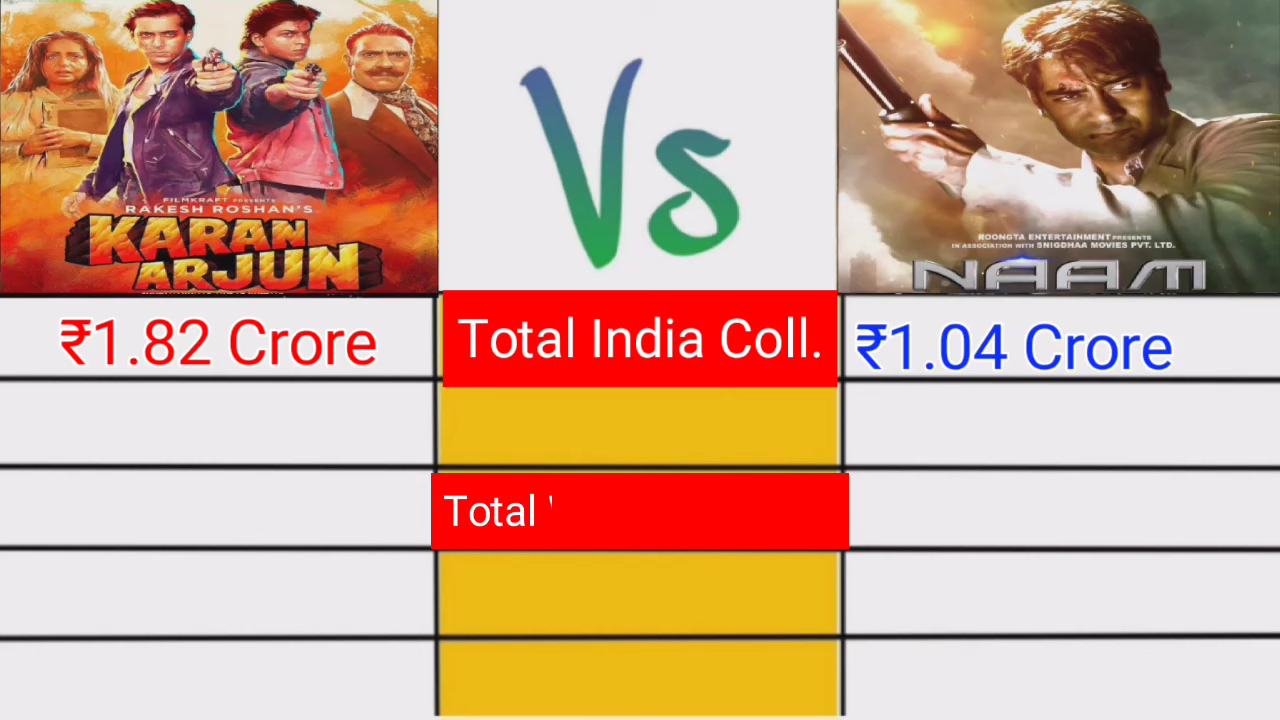 FILMKRAFT PRESENTS
RAKESH ROSHAN'S
KARAN
ARJUN
Vs
ROONGTA ENTERTAINMENT PRESENTS
IN ASSOCIATION WITH SNIGDHAA MOVIES PVT. LTD.
NAAM
₹1.82 Crore
Total India Coll.
₹1.04 Crore
Total